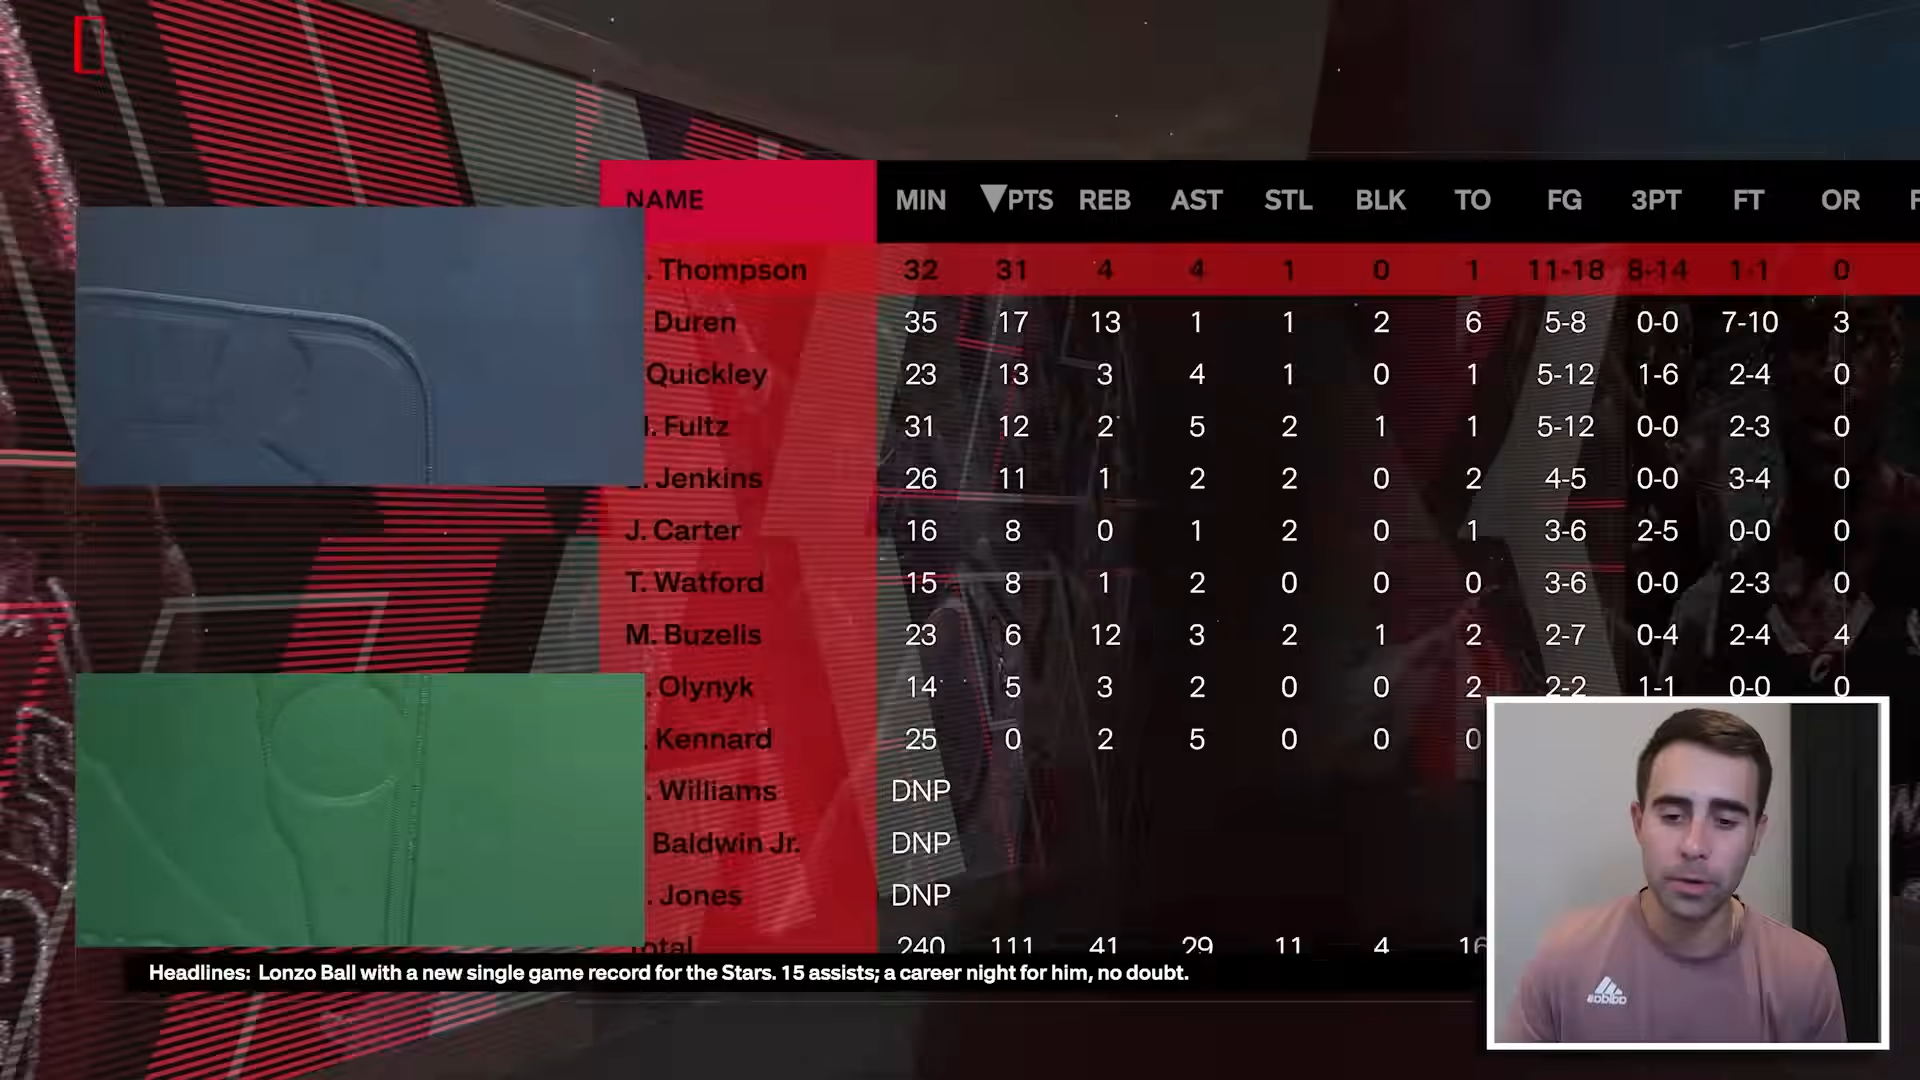 NAME MIN ▼PTS REB AST STL BLK TO FG 3PT FT OR
. Thompson 32 31 4 4 1 0 1 11-18 8-14 1-1 0
Duren 35 17 13 1 1 2 6 5-8 0-0 7-10 3
Quickley 23 13 3 4 1 0 1 5-12 1-6 2-4 0
. Fultz 31 12 2 5 2 1 1 5-12 0-0 2-3 0
. Jenkins 26 11 1 2 2 0 2 4-5 0-0 3-4 0
J. Carter 16 8 0 1 2 0 1 3-6 2-5 0-0 0
T. Watford 15 8 1 2 0 0 0 3-6 0-0 2-3 0
M. Buzelis 23 6 12 3 2 1 2 2-7 0-4 2-4 4
. Olynyk 14 5 3 2 0 0 2 2-2 1-1 0-0 0
. Kennard 25 0 2 5 0 0 0
. Williams DNP
Baldwin Jr. DNP
. Jones DNP
Total 240 111 41 29 11 4 16
Headlines: Lonzo Ball with a new single game record for the Stars. 15 assists; a career night for him, no doubt.
adidas